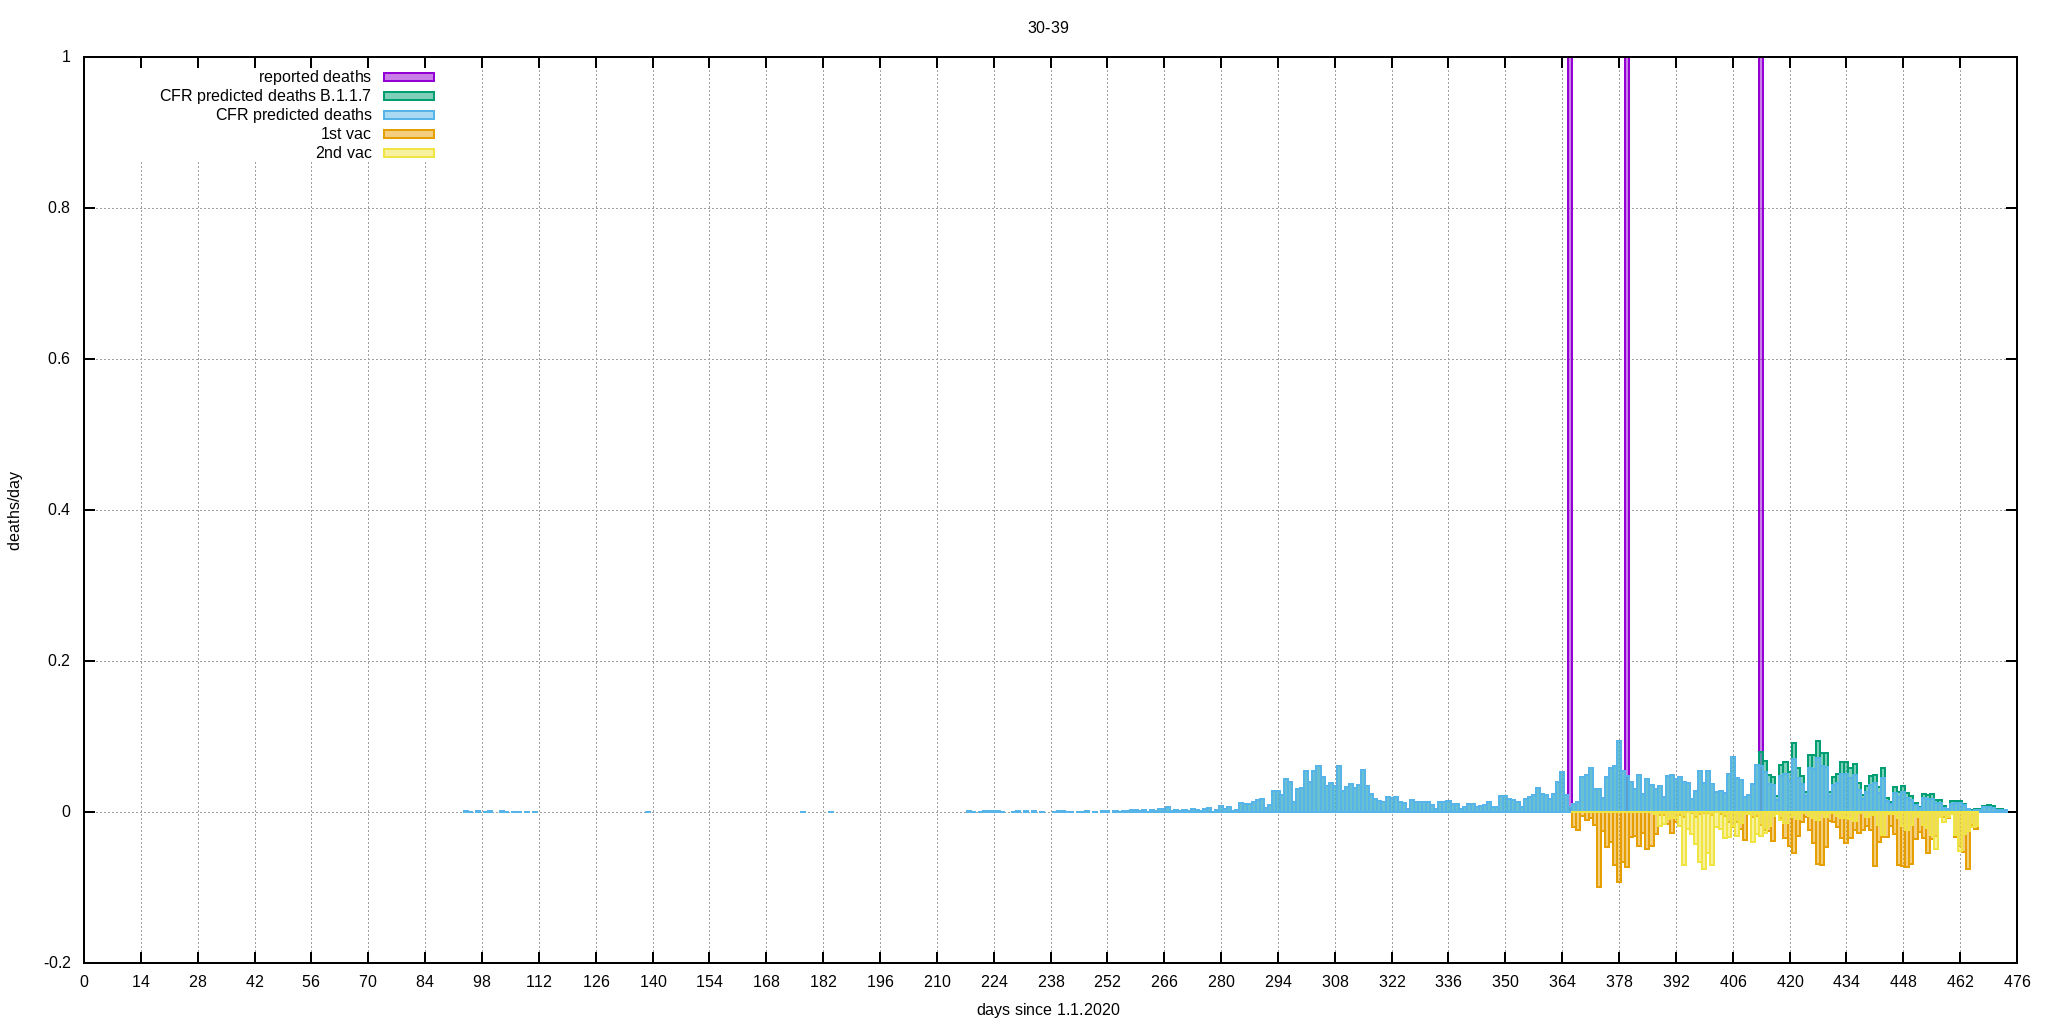 30-39
reported deaths
CFR predicted deaths B.1.1.7
CFR predicted deaths
1st vac
2nd vac
1
0.8
0.6
0.4
0.2
0
-0.2
deaths/day
0 14 28 42 56 70 84 98 112 126 140 154 168 182 196 210 224 238 252 266 280 294 308 322 336 350 364 378 392 406 420 434 448 462 476
days since 1.1.2020